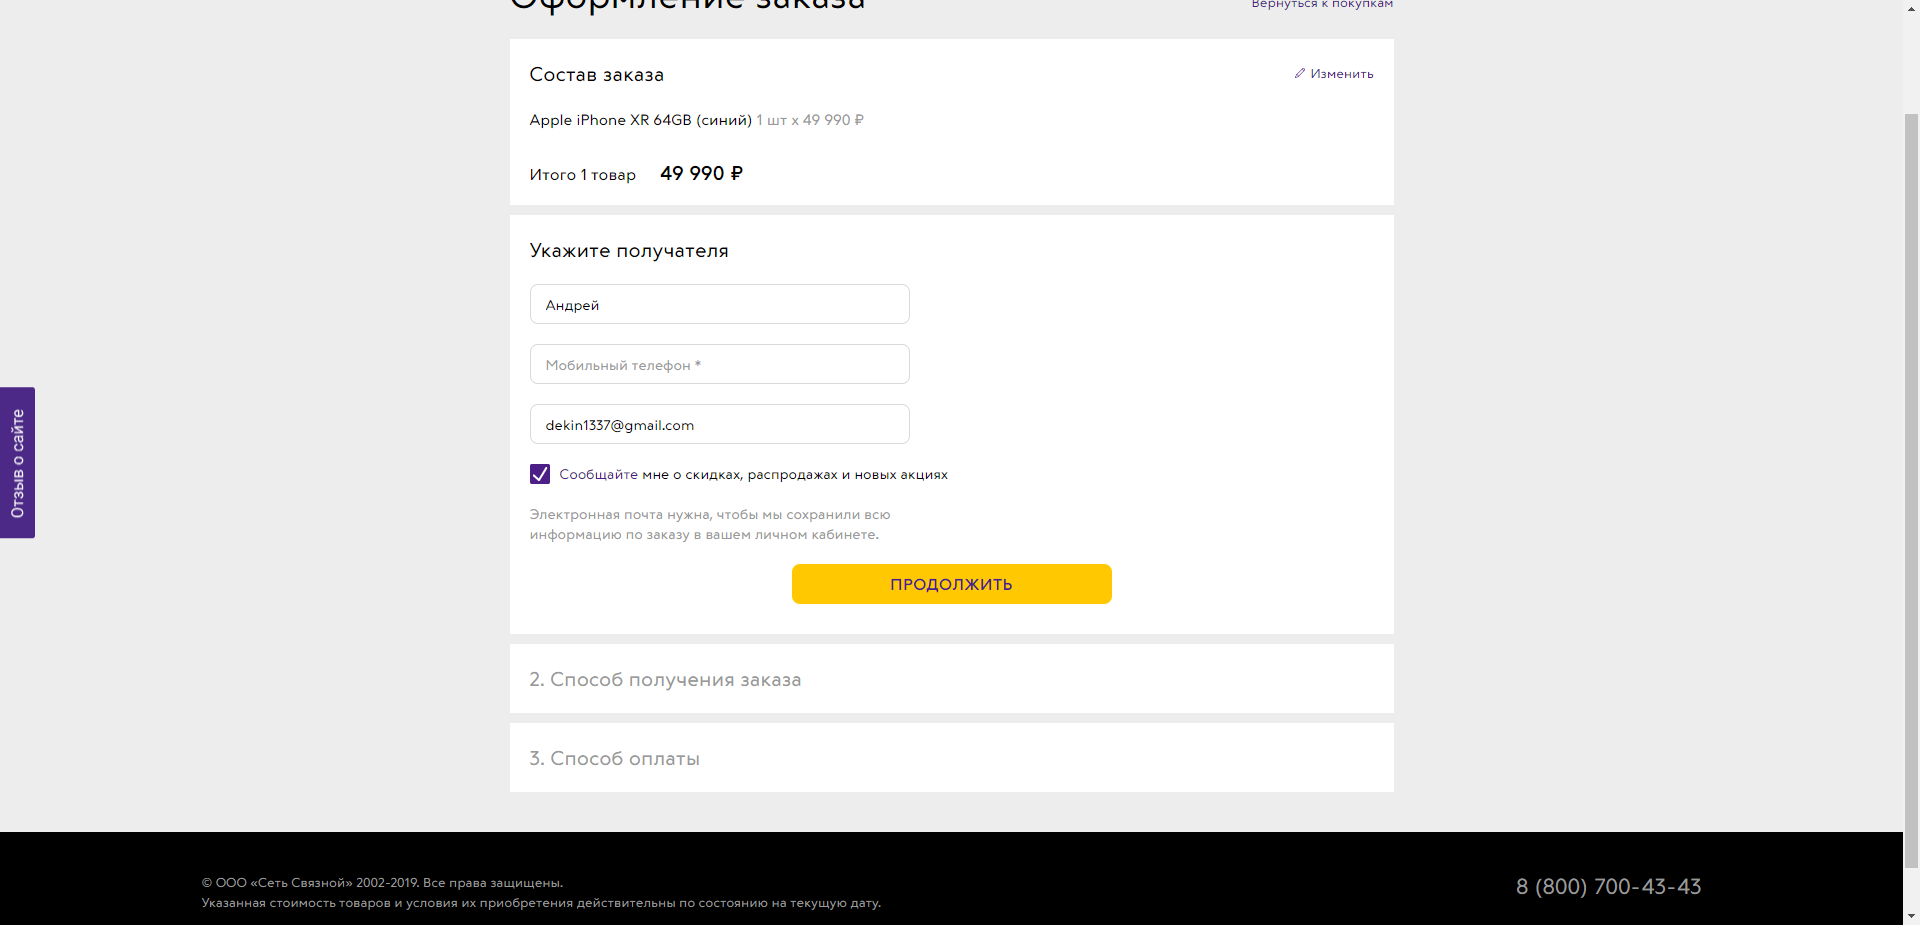 Оформление заказа
Вернуться к покупкам
Состав заказа
Изменить
Apple iPhone XR 64GB (синий) 1 шт x 49 990 ₽
Итого 1 товар 49 990 ₽
Укажите получателя
Андрей
Мобильный телефон *
dekin1337@gmail.com
Сообщайте мне о скидках, распродажах и новых акциях
Электронная почта нужна, чтобы мы сохранили всю
информацию по заказу в вашем личном кабинете.
ПРОДОЛЖИТЬ
2. Способ получения заказа
3. Способ оплаты
Отзыв о сайте
© ООО «Сеть Связной» 2002-2019. Все права защищены.
Указанная стоимость товаров и условия их приобретения действительны по состоянию на текущую дату.
8 (800) 700-43-43